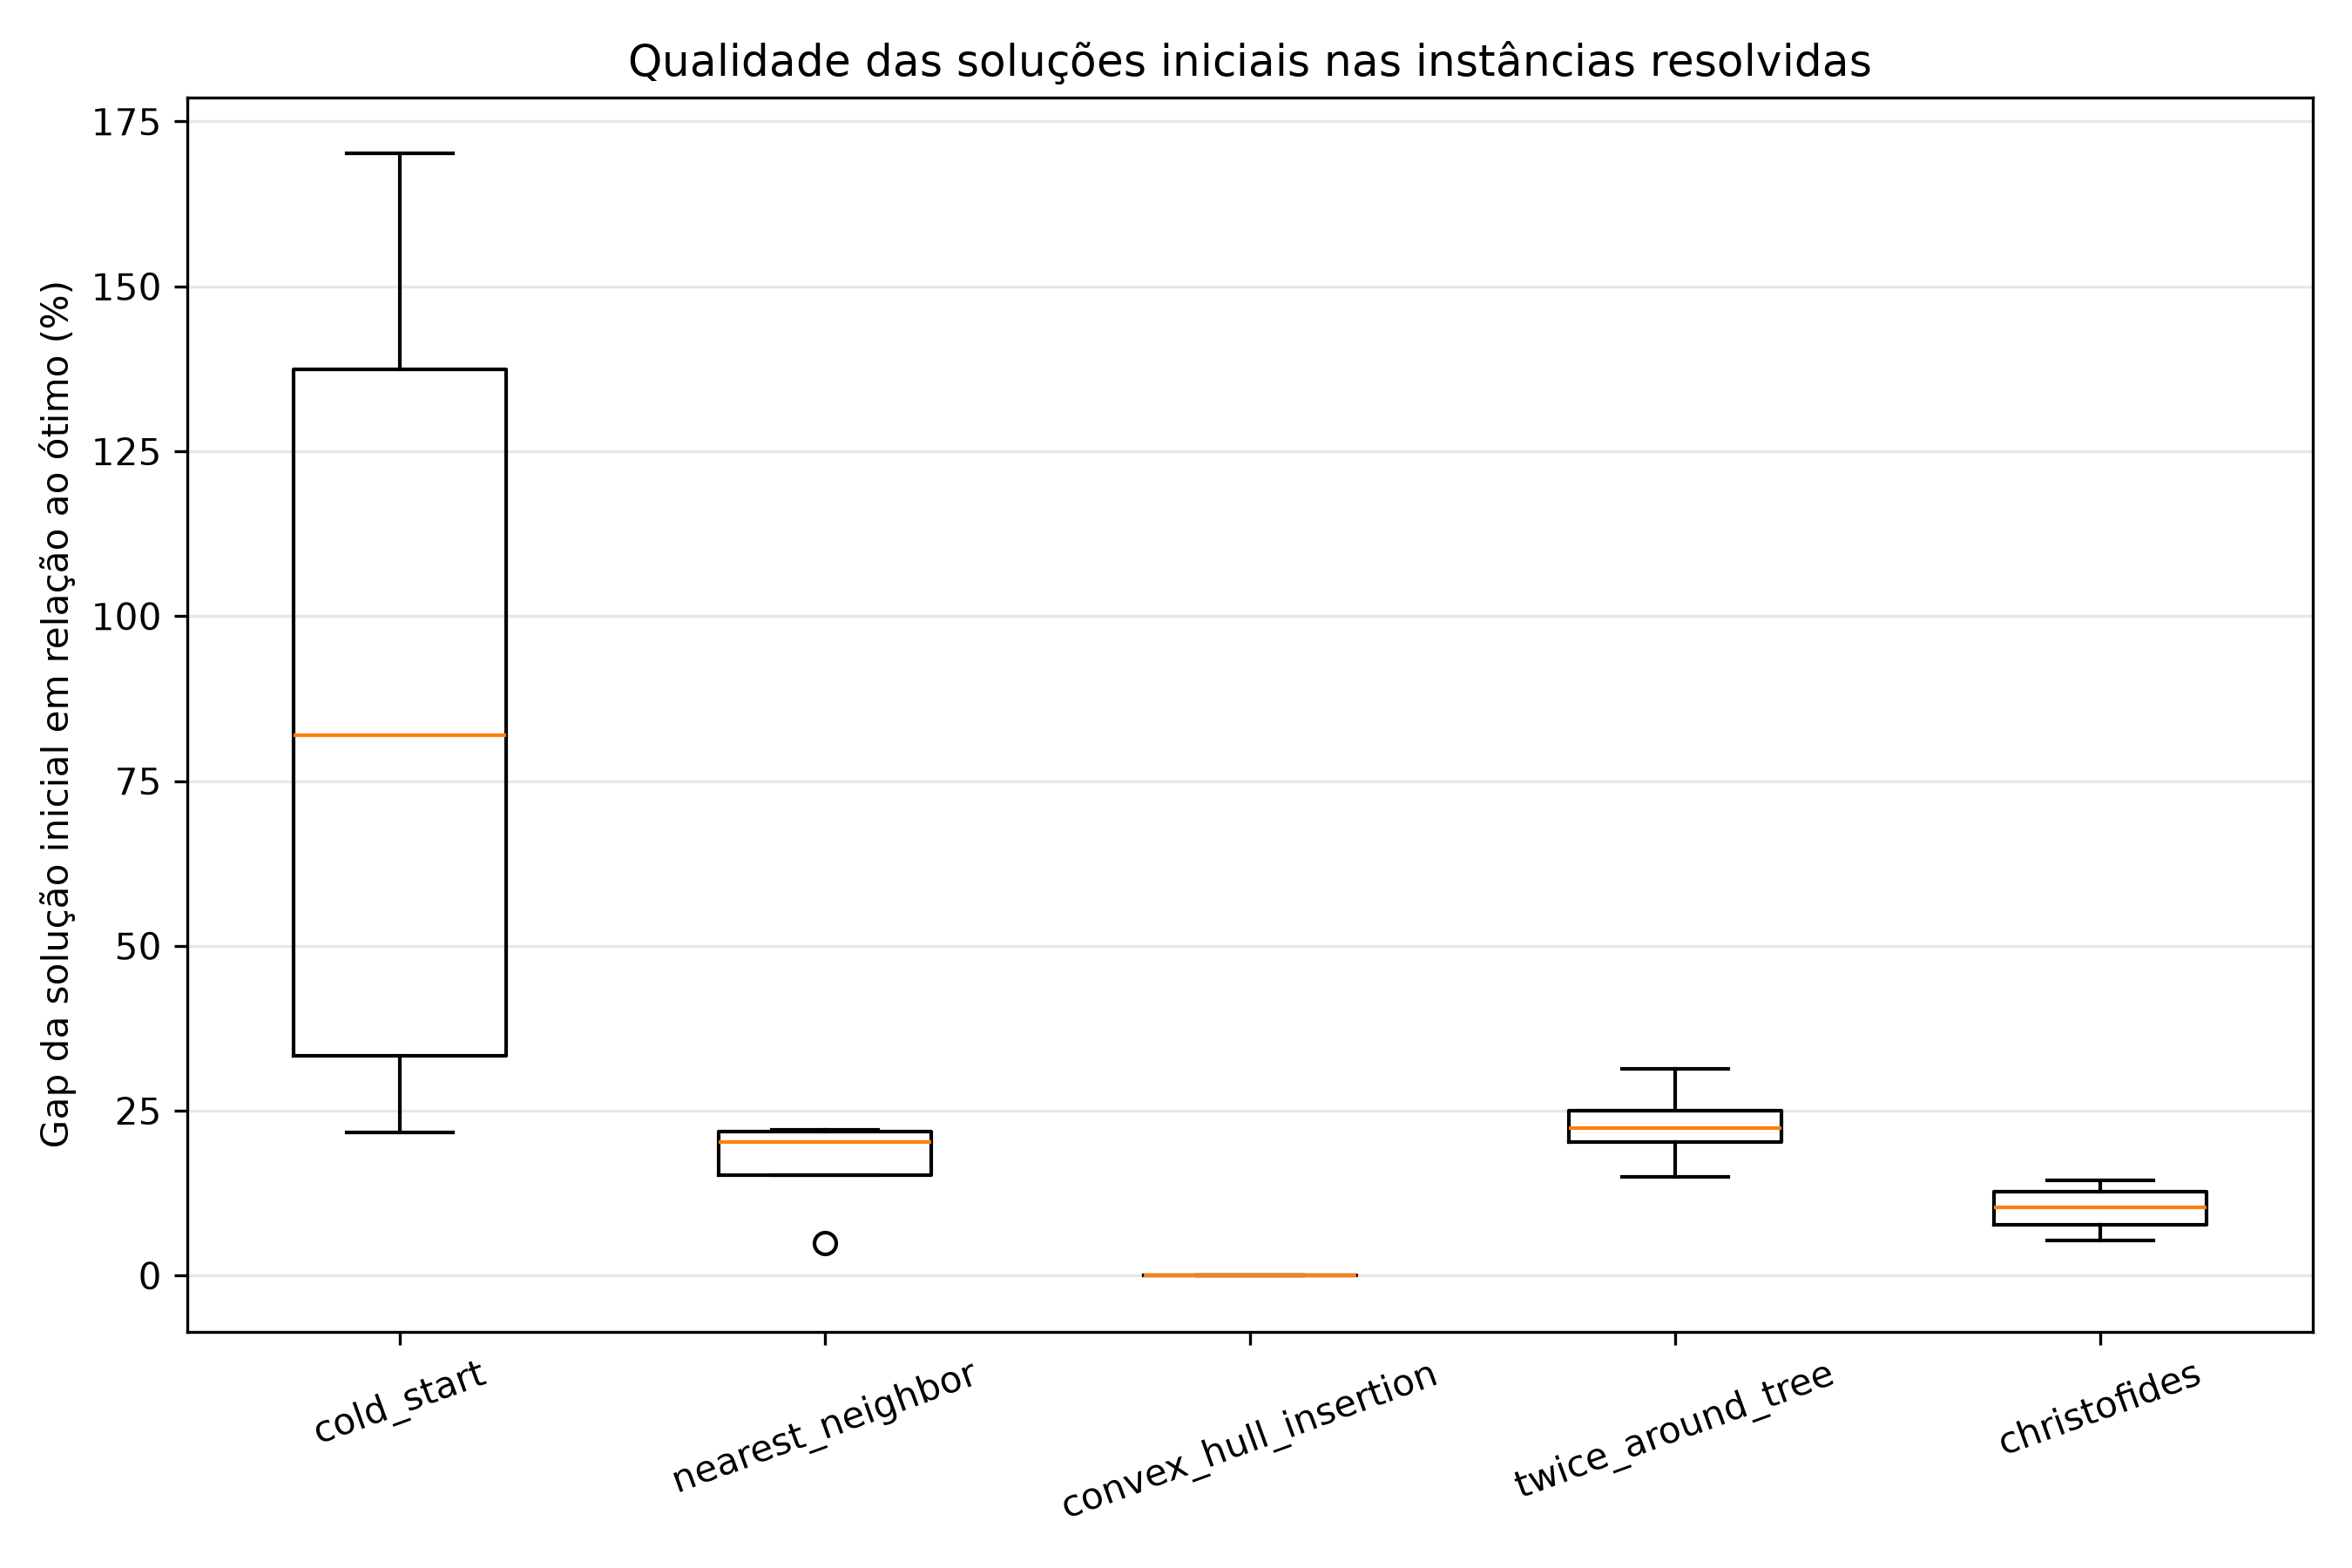 Qualidade das soluções iniciais nas instâncias resolvidas
Gap da solução inicial em relação ao ótimo (%)
175
150
125
100
75
50
25
0
cold_start
nearest_neighbor
convex_hull_insertion
twice_around_tree
christofides